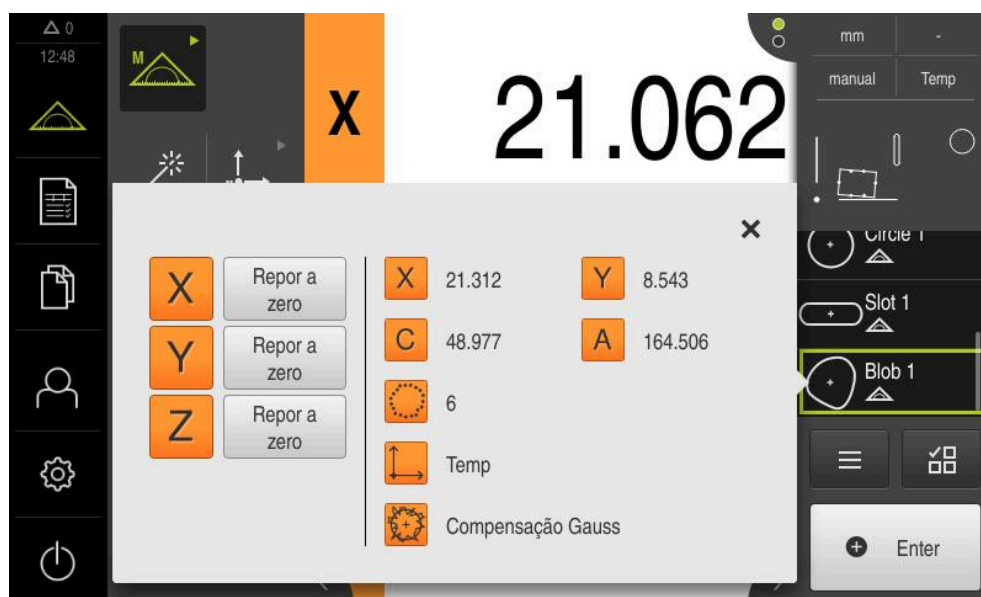 0
12:48
M
X
21.062
mm
-
manual
Temp
X
Repor a
zero
Y
Repor a
zero
Z
Repor a
zero
X
21.312
Y
8.543
C
48.977
A
164.506
6
Temp
Compensação Gauss
Circle 1
Slot 1
Blob 1
Enter